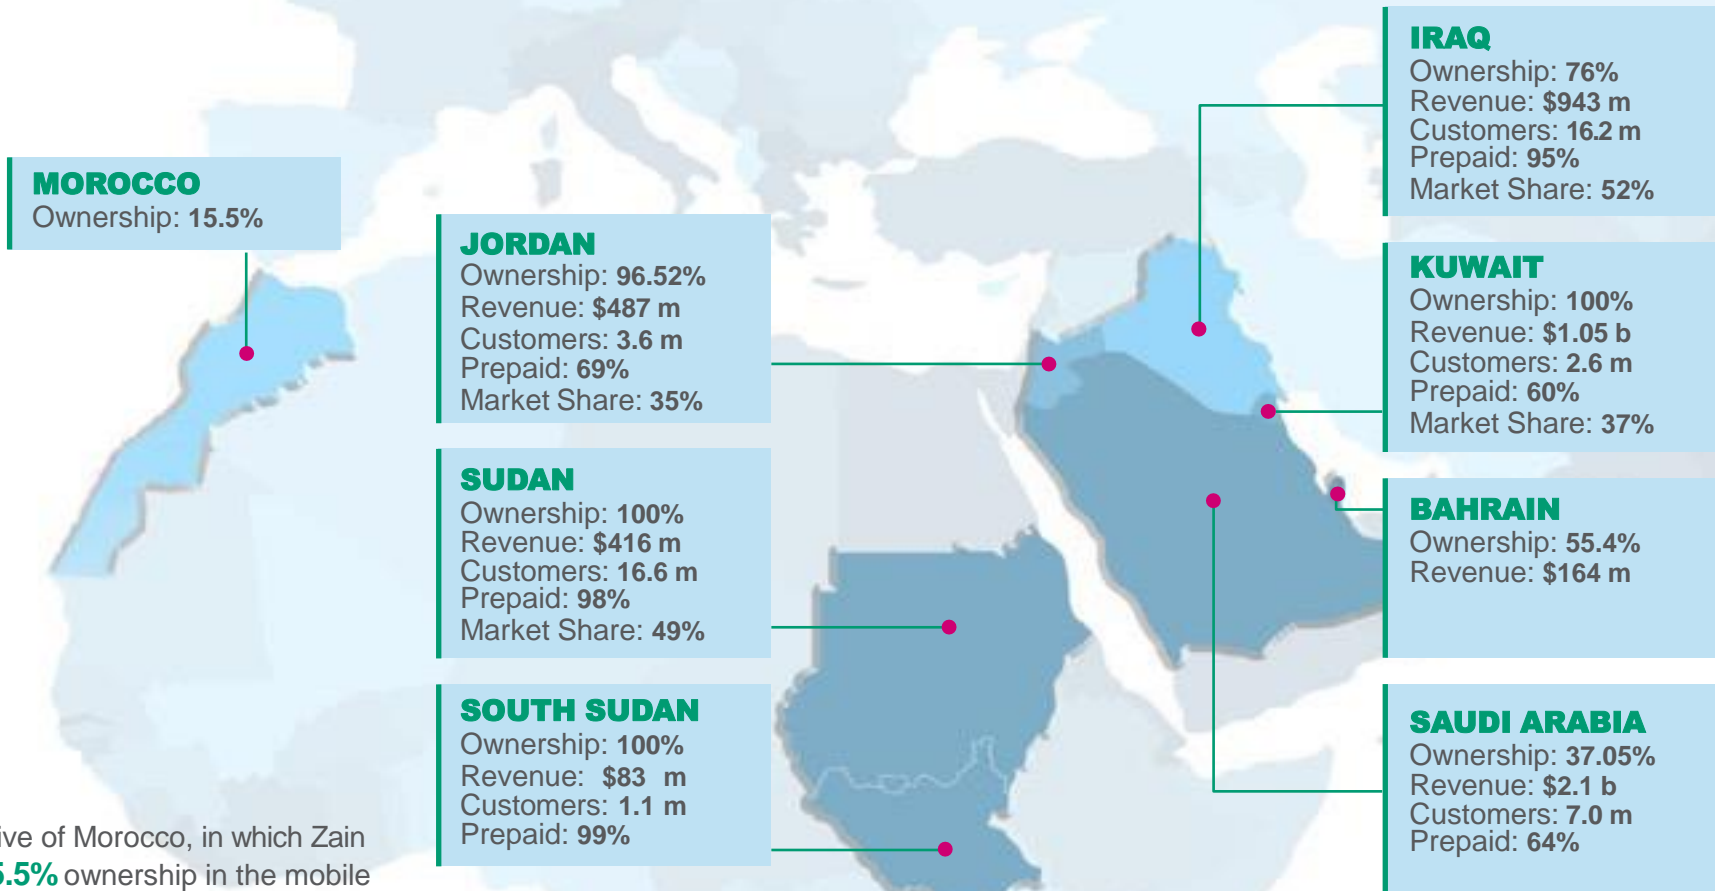 MOROCCO
Ownership: 15.5%
JORDAN
Ownership: 96.52%
Revenue: $487 m
Customers: 3.6 m
Prepaid: 69%
Market Share: 35%
SUDAN
Ownership: 100%
Revenue: $416 m
Customers: 16.6 m
Prepaid: 98%
Market Share: 49%
SOUTH SUDAN
Ownership: 100%
Revenue: $83 m
Customers: 1.1 m
Prepaid: 99%
IRAQ
Ownership: 76%
Revenue: $943 m
Customers: 16.2 m
Prepaid: 95%
Market Share: 52%
KUWAIT
Ownership: 100%
Revenue: $1.05 b
Customers: 2.6 m
Prepaid: 60%
Market Share: 37%
BAHRAIN
Ownership: 55.4%
Revenue: $164 m
SAUDI ARABIA
Ownership: 37.05%
Revenue: $2.1 b
Customers: 7.0 m
Prepaid: 64%
of Morocco, in which Zain
5.5% ownership in the mobile